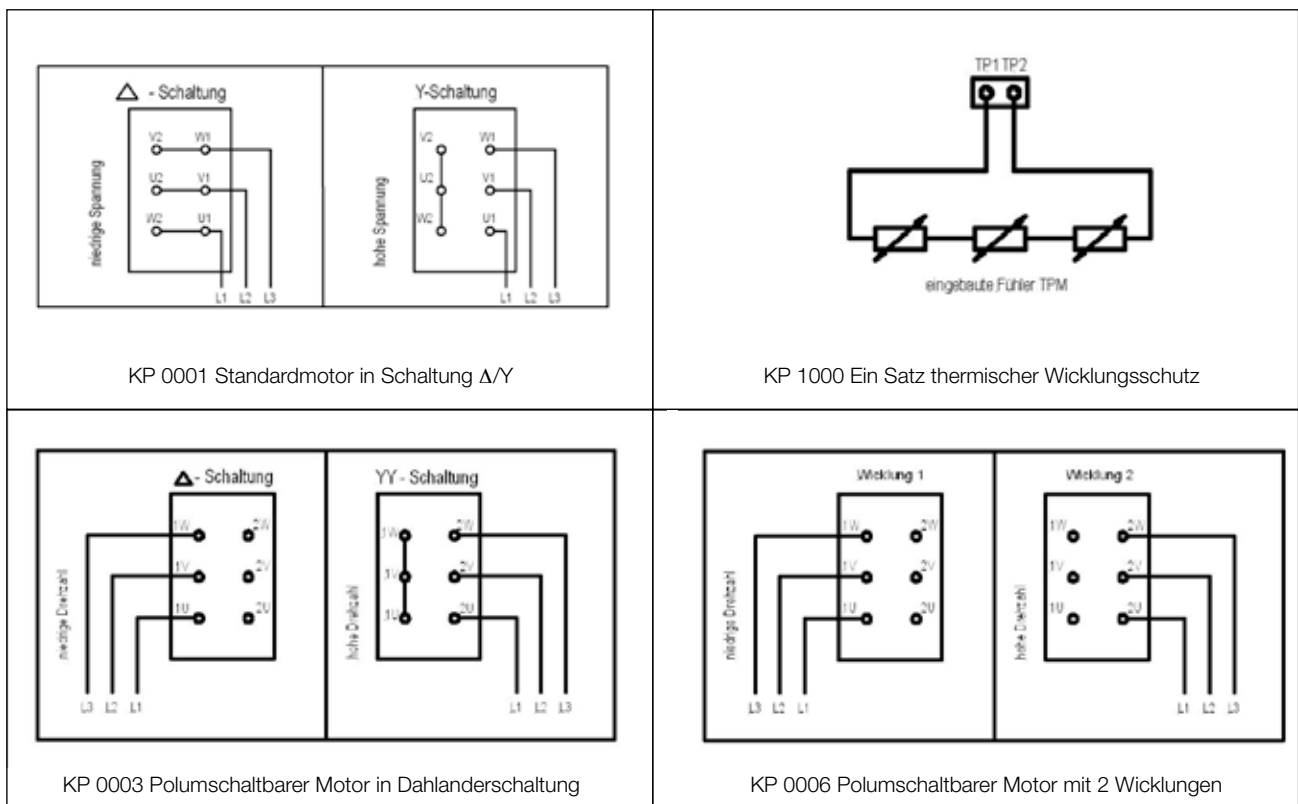 △ - Schaltung
niedrige Spannung
V2 W1
U2 V1
W2 U1
L1 L2 L3
Y-Schaltung
hohe Spannung
V2 W1
U2 V1
W2 U1
L1 L2 L3
KP 0001 Standardmotor in Schaltung Δ/Y
TP1 TP2
eingebaute Fühler TPM
KP 1000 Ein Satz thermischer Wicklungsschutz
△ - Schaltung
niedrige Drehzahl
1W 2W
1V 2V
1U 2U
L3 L2 L1
YY - Schaltung
hohe Drehzahl
1W 2W
1V 2V
1U 2U
L1 L2 L3
KP 0003 Polumschaltbarer Motor in Dahlanderschaltung
Wicklung 1
niedrige Drehzahl
1W 2W
1V 2V
1U 2U
L3 L2 L1
Wicklung 2
hohe Drehzahl
1W 2W
1V 2V
1U 2U
L1 L2 L3
KP 0006 Polumschaltbarer Motor mit 2 Wicklungen